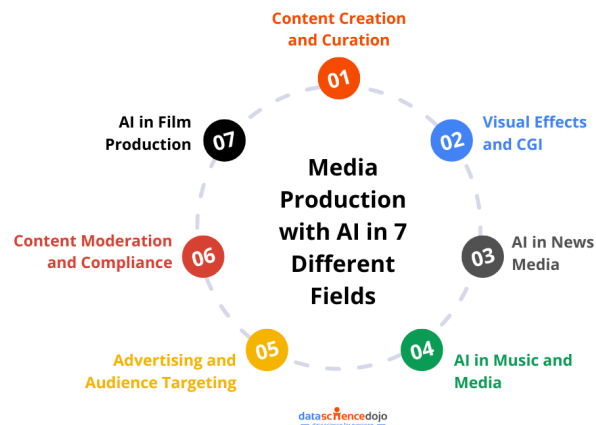 Content Creation
and Curation
01
02
Visual Effects
and CGI
03
AI in News
Media
04
AI in Music and
Media
05
Advertising and
Audience Targeting
06
Content Moderation
and Compliance
07
AI in Film
Production
Media
Production
with AI in 7
Different
Fields
datasciencedojo